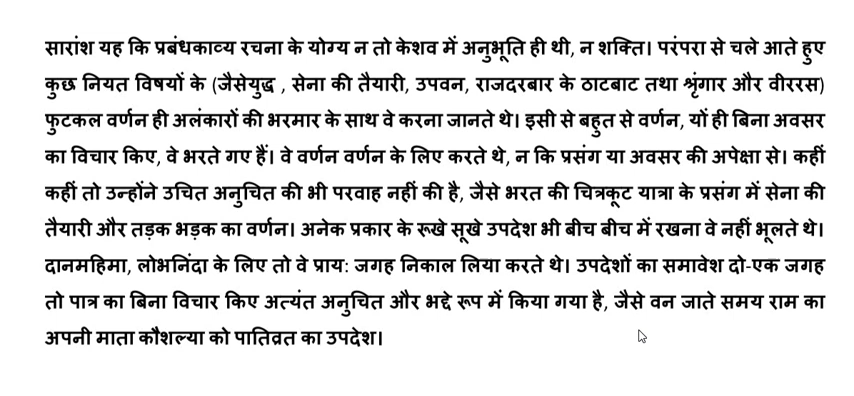 सारांश यह कि प्रबंधकाव्य रचना के योग्य न तो केशव में अनुभूति ही थी, न शक्ति। परंपरा से चले आते हुए
कुछ नियत विषयों के (जैसेयुद्ध , सेना की तैयारी, उपवन, राजदरबार के ठाटबाट तथा श्रृंगार और वीररस)
फुटकल वर्णन ही अलंकारों की भरमार के साथ वे करना जानते थे। इसी से बहुत से वर्णन, यों ही बिना अवसर
का विचार किए, वे भरते गए हैं। वे वर्णन वर्णन के लिए करते थे, न कि प्रसंग या अवसर की अपेक्षा से। कहीं
कहीं तो उन्होंने उचित अनुचित की भी परवाह नहीं की है, जैसे भरत की चित्रकूट यात्रा के प्रसंग में सेना की
तैयारी और तड़क भड़क का वर्णन। अनेक प्रकार के रूखे सूखे उपदेश भी बीच बीच में रखना वे नहीं भूलते थे।
दानमहिमा, लोभनिंदा के लिए तो वे प्राय: जगह निकाल लिया करते थे। उपदेशों का समावेश दो-एक जगह
तो पात्र का बिना विचार किए अत्यंत अनुचित और भद्दे रूप में किया गया है, जैसे वन जाते समय राम का
अपनी माता कौशल्या को पातिव्रत का उपदेश।